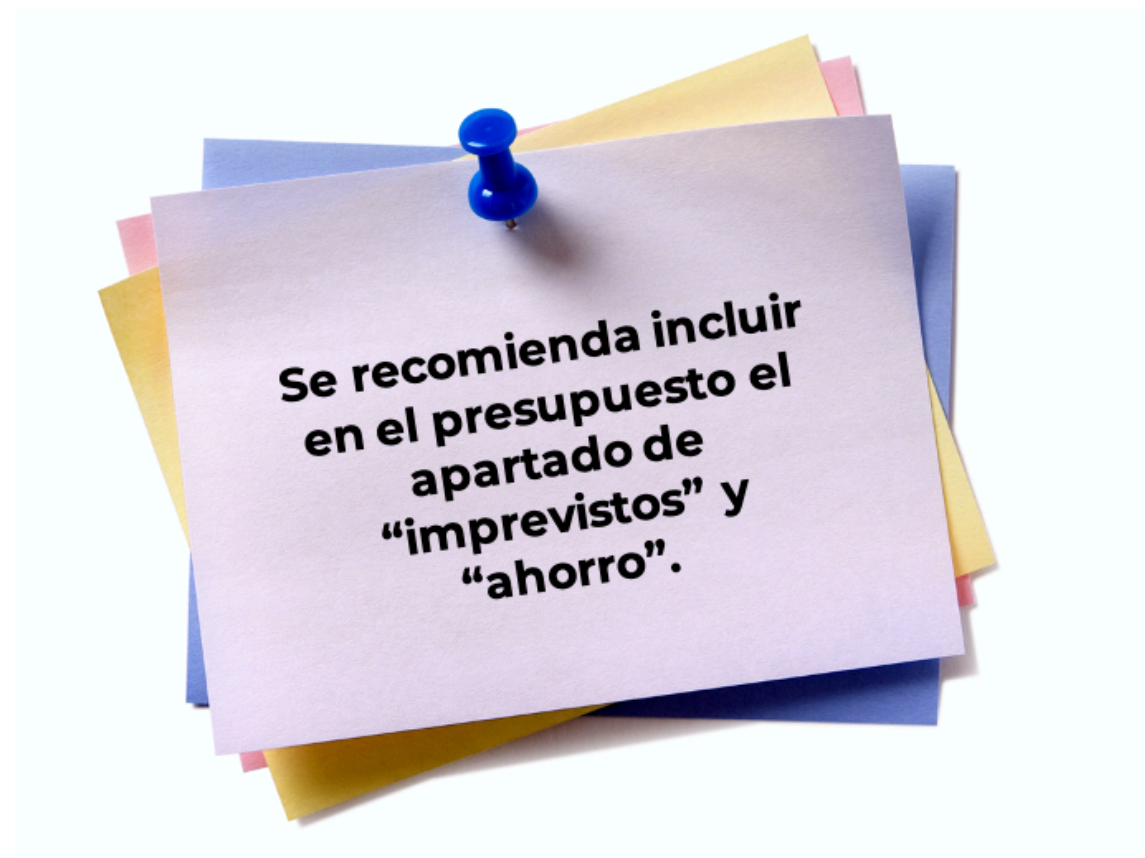 Se recomienda incluir
en el presupuesto el
apartado de
“imprevistos” y
“ahorro”.